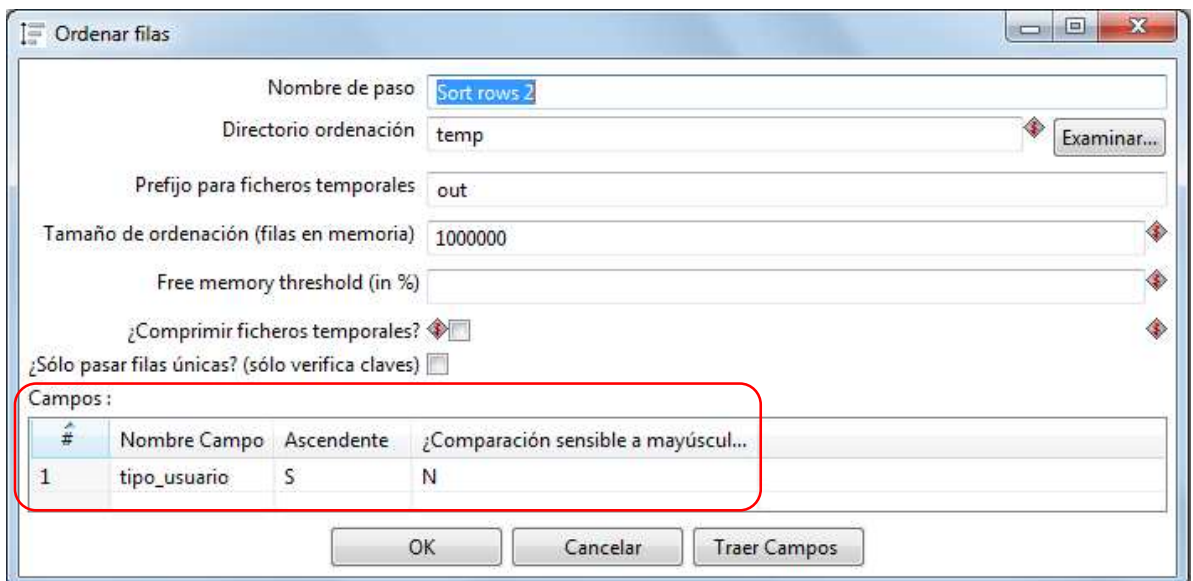 Ordenar filas
Nombre de paso Sort rows 2
Directorio ordenación temp Examinar...
Prefijo para ficheros temporales out
Tamaño de ordenación (filas en memoria) 1000000
Free memory threshold (in %)
¿Comprimir ficheros temporales?
¿Sólo pasar filas únicas? (sólo verifica claves)
Campos :
# Nombre Campo Ascendente ¿Comparación sensible a mayúscul...
1 tipo_usuario S N
OK Cancelar Traer Campos